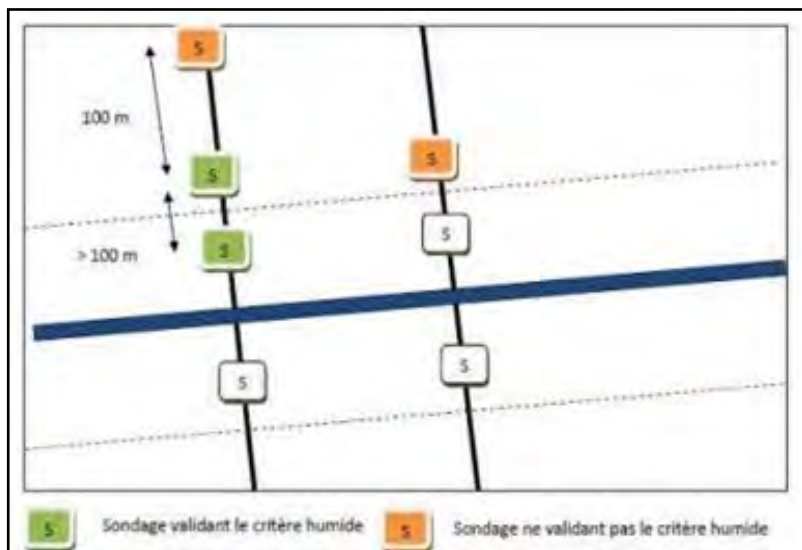 S
100 m
S
S
S
> 100 m
S
S
S
S
S Sondage validant le critère humide
S Sondage ne validant pas le critère humide